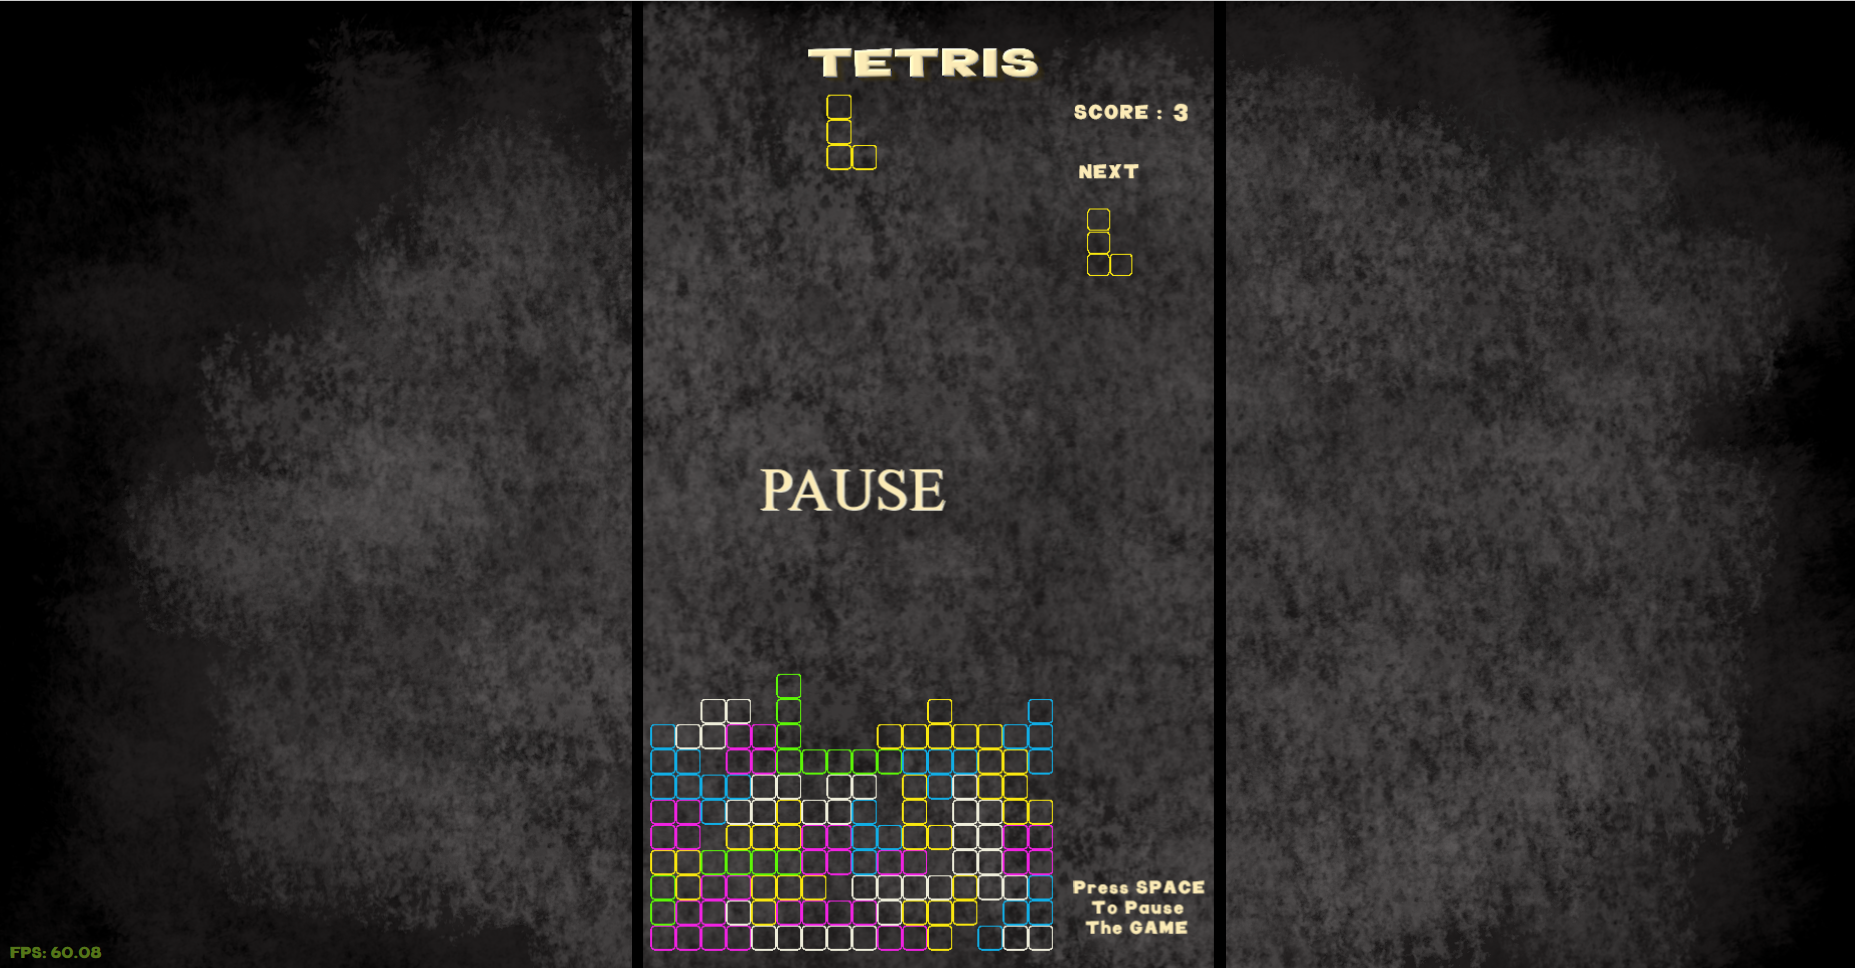 TETRIS
SCORE : 3
NEXT
PAUSE
Press SPACE
To Pause
The GAME
FPS: 60.08